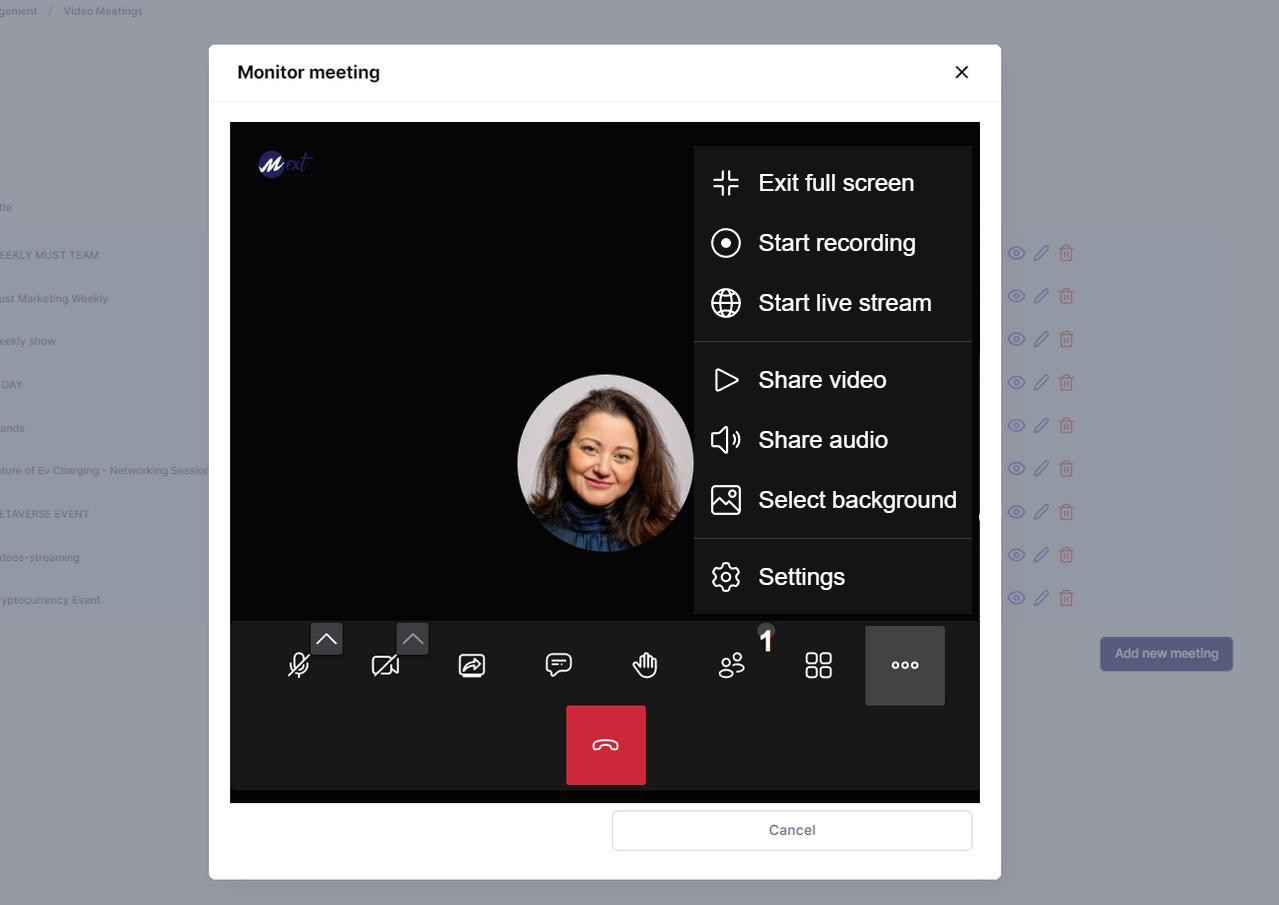 gement / Video Meetings
Monitor meeting
Mext
Exit full screen
Start recording
Start live stream
Share video
Share audio
Select background
Settings
tle
EEKLY MUST TEAM
ust Marketing Weekly
eekly show
DAY
ands
ture of Ev Charging - Networking Session
ETAVERSE EVENT
deos-streaming
ryptocurrency Event
1
Add new meeting
Cancel